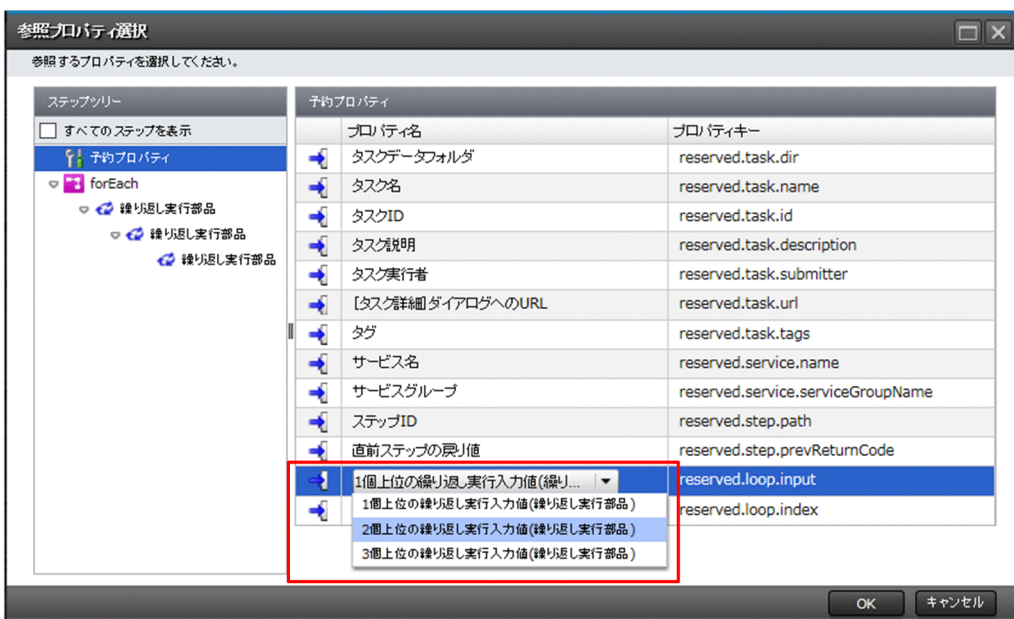 参照プロパティ選択
参照するプロパティを選択してください。
ステップツリー
すべてのステップを表示
予約プロパティ
forEach
繰り返し実行部品
繰り返し実行部品
繰り返し実行部品
予約プロパティ
プロパティ名 プロパティキー
タスクデータフォルダ reserved.task.dir
タスク名 reserved.task.name
タスクID reserved.task.id
タスク説明 reserved.task.description
タスク実行者 reserved.task.submitter
[タスク詳細]ダイアログへのURL reserved.task.url
タグ reserved.task.tags
サービス名 reserved.service.name
サービスグループ reserved.service.serviceGroupName
ステップID reserved.step.path
直前ステップの戻り値 reserved.step.prevReturnCode
1個上位の繰り返し実行入力値(繰り... reserved.loop.input
1個上位の繰り返し実行入力値(繰り返し実行部品)
reserved.loop.index
2個上位の繰り返し実行入力値(繰り返し実行部品)
3個上位の繰り返し実行入力値(繰り返し実行部品)
OK キャンセル